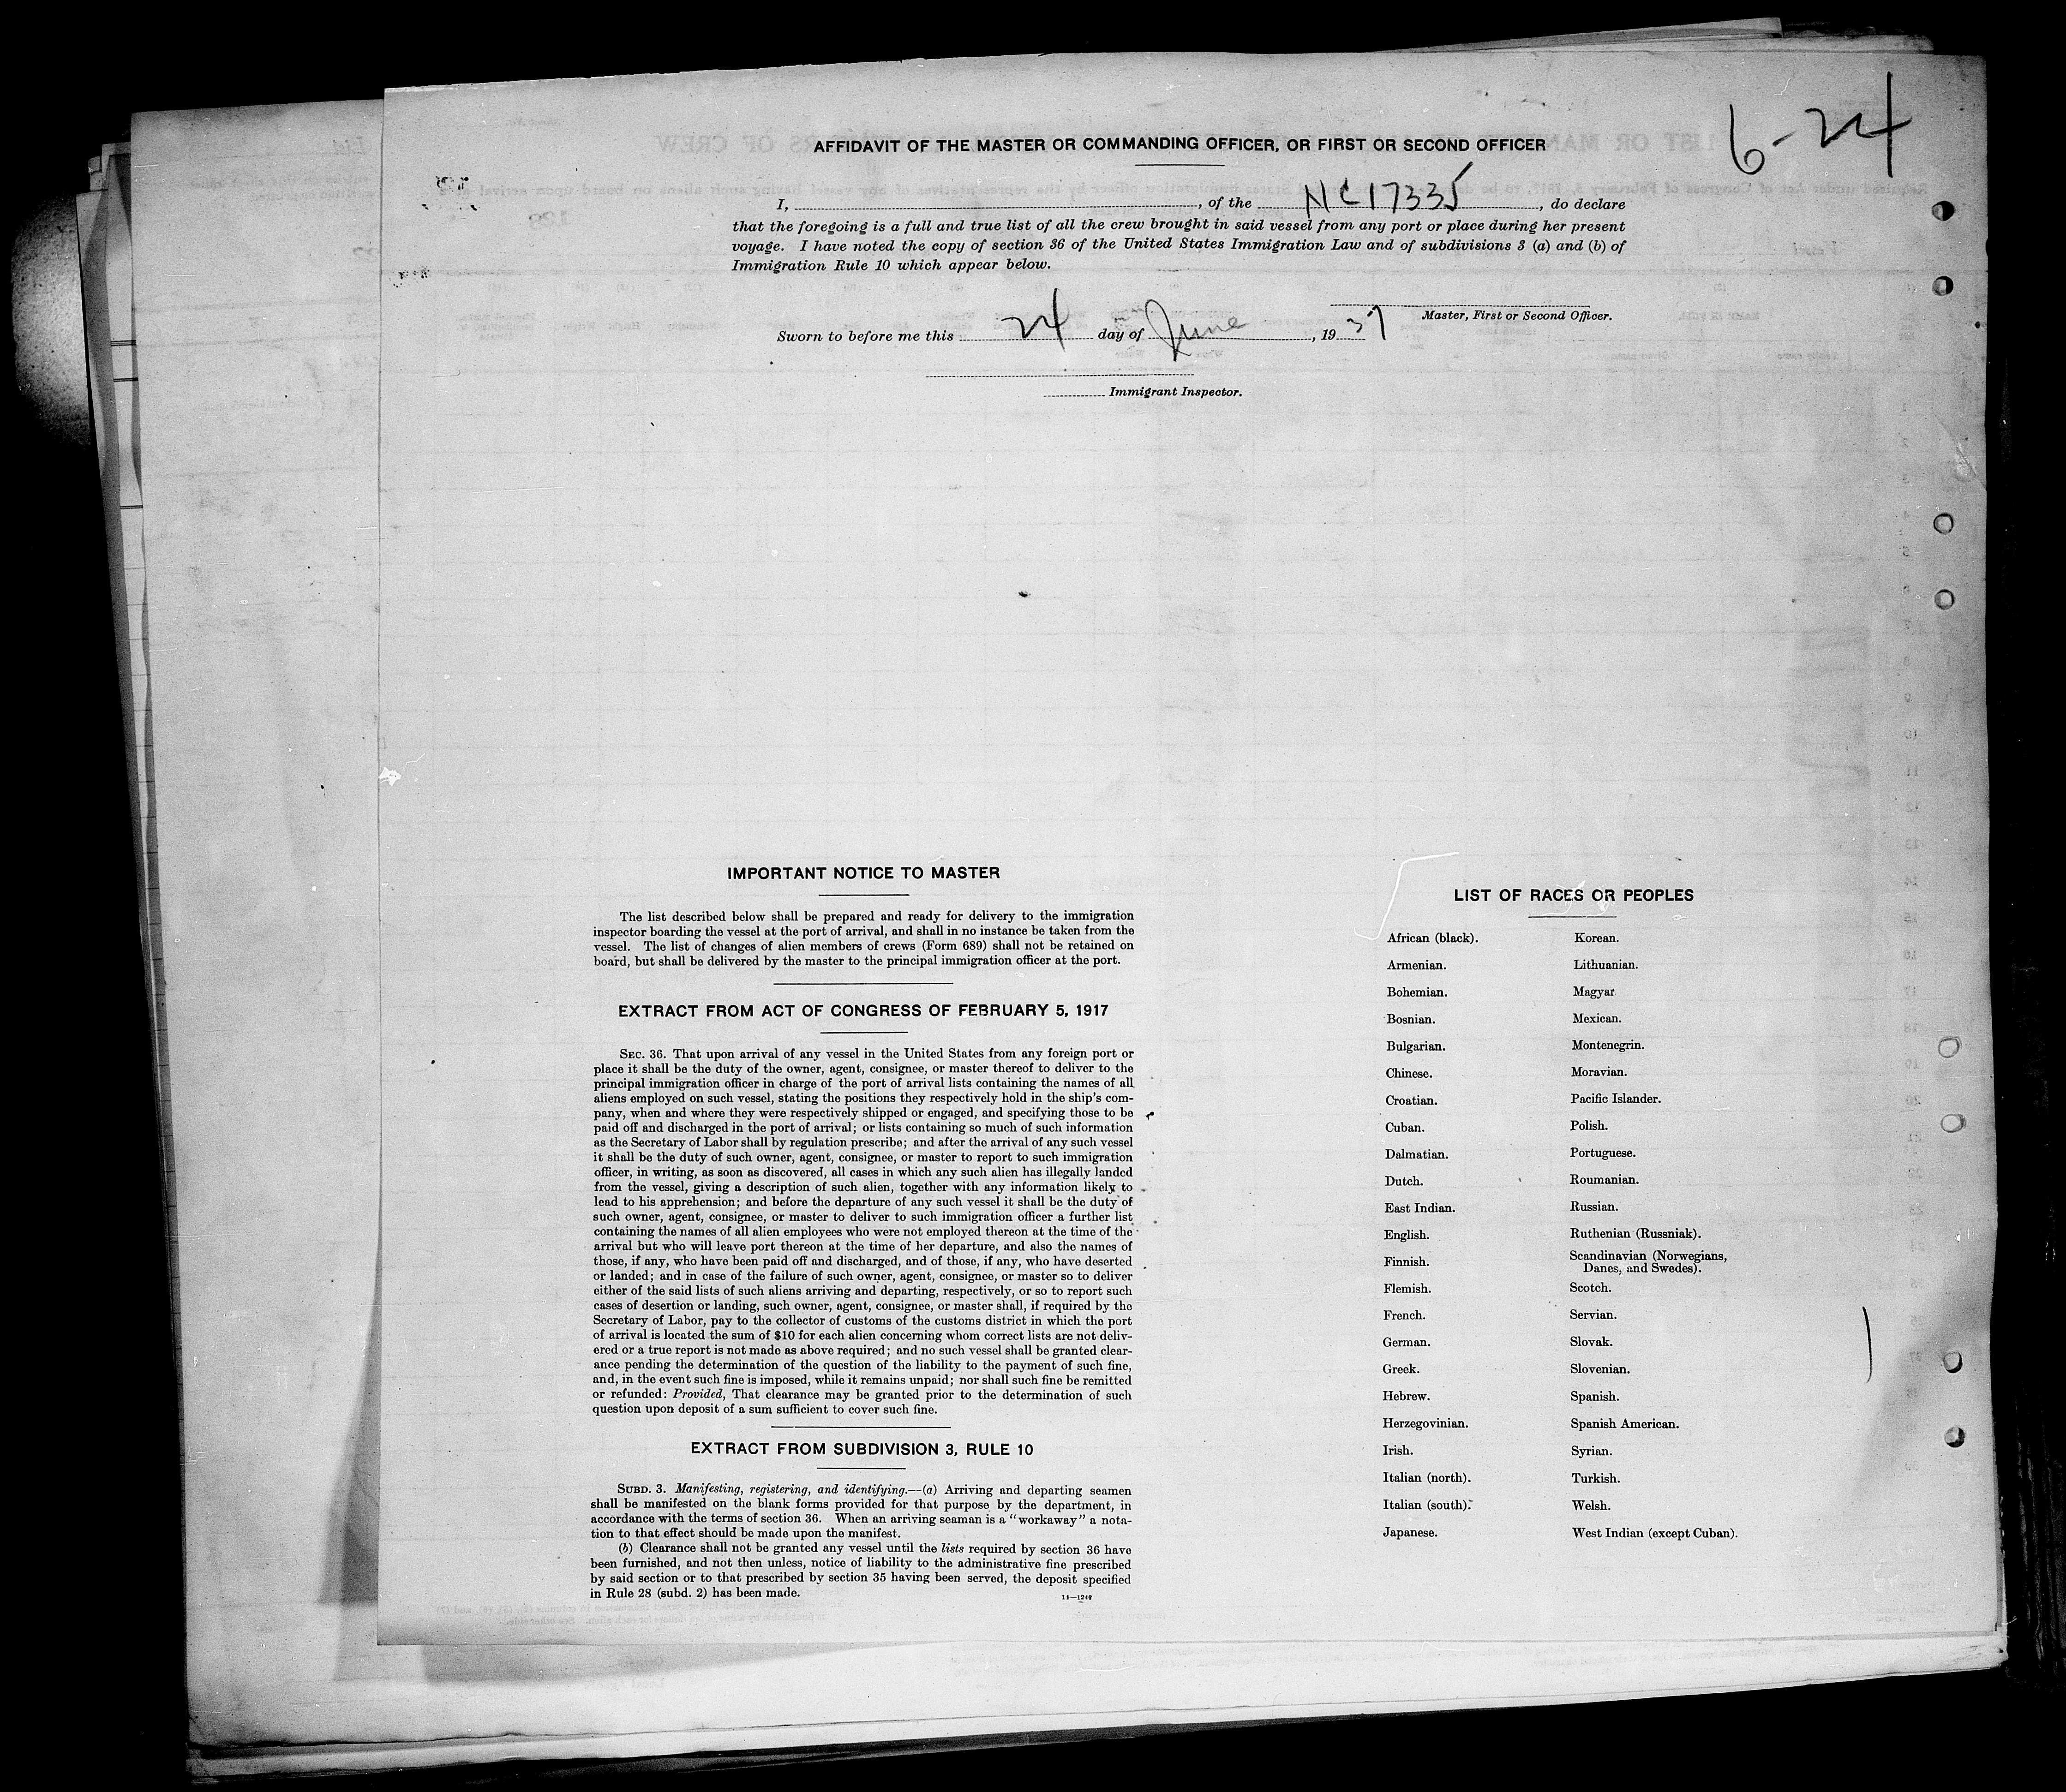 6-24
AFFIDAVIT OF THE MASTER OR COMMANDING OFFICER, OR FIRST OR SECOND OFFICER
I, , of the NC17335, do declare
that the foregoing is a full and true list of all the crew brought in said vessel from any port or place during her present
voyage. I have noted the copy of section 36 of the United States Immigration Law and of subdivisions 3 (a) and (b) of
Immigration Rule 10 which appear below.
Master, First or Second Officer.
Sworn to before me this 24 day of June, 1937
Immigrant Inspector.
IMPORTANT NOTICE TO MASTER
The list described below shall be prepared and ready for delivery to the immigration
inspector boarding the vessel at the port of arrival, and shall in no instance be taken from the
vessel. The list of changes of alien members of crews (Form 689) shall not be retained on
board, but shall be delivered by the master to the principal immigration officer at the port.
EXTRACT FROM ACT OF CONGRESS OF FEBRUARY 5, 1917
SEC. 36. That upon arrival of any vessel in the United States from any foreign port or
place it shall be the duty of the owner, agent, consignee, or master thereof to deliver to the
principal immigration officer in charge of the port of arrival lists containing the names of all
aliens employed on such vessel, stating the positions they respectively hold in the ship's com-
pany, when and where they were respectively shipped or engaged, and specifying those to be
paid off and discharged in the port of arrival; or lists containing so much of such information
as the Secretary of Labor shall by regulation prescribe; and after the arrival of any such vessel
it shall be the duty of such owner, agent, consignee, or master to report to such immigration
officer, in writing, as soon as discovered, all cases in which any such alien has illegally landed
from the vessel, giving a description of such alien, together with any information likely to
lead to his apprehension; and before the departure of any such vessel it shall be the duty of
such owner, agent, consignee, or master to deliver to such immigration officer a further list
containing the names of all alien employees who were not employed thereon at the time of the
arrival but who will leave port thereon at the time of her departure, and also the names of
those, if any, who have been paid off and discharged, and of those, if any, who have deserted
or landed; and in case of the failure of such owner, agent, consignee, or master so to deliver
either of the said lists of such aliens arriving and departing, respectively, or so to report such
cases of desertion or landing, such owner, agent, consignee, or master shall, if required by the
Secretary of Labor, pay to the collector of customs of the customs district in which the port
of arrival is located the sum of $10 for each alien concerning whom correct lists are not deliv-
ered or a true report is not made as above required; and no such vessel shall be granted clear-
ance pending the determination of the question of the liability to the payment of such fine,
and, in the event such fine is imposed, while it remains unpaid; nor shall such fine be remitted
or refunded: Provided, That clearance may be granted prior to the determination of such
question upon deposit of a sum sufficient to cover such fine.
EXTRACT FROM SUBDIVISION 3, RULE 10
SUBD. 3. Manifesting, registering, and identifying.—(a) Arriving and departing seamen
shall be manifested on the blank forms provided for that purpose by the department, in
accordance with the terms of section 36. When an arriving seaman is a "workaway" a nota-
tion to that effect should be made upon the manifest.
(b) Clearance shall not be granted any vessel until the lists required by section 36 have
been furnished, and not then unless, notice of liability to the administrative fine prescribed
by said section or to that prescribed by section 35 having been served, the deposit specified
in Rule 28 (subd. 2) has been made.
14—1240
LIST OF RACES OR PEOPLES
African (black).
Armenian.
Bohemian.
Bosnian.
Bulgarian.
Chinese.
Croatian.
Cuban.
Dalmatian.
Dutch.
East Indian.
English.
Finnish.
Flemish.
French.
German.
Greek.
Hebrew.
Herzegovinian.
Irish.
Italian (north).
Italian (south).
Japanese.
Korean.
Lithuanian.
Magyar
Mexican.
Montenegrin.
Moravian.
Pacific Islander.
Polish.
Portuguese.
Roumanian.
Russian.
Ruthenian (Russniak).
Scandinavian (Norwegians,
Danes, and Swedes).
Scotch.
Servian.
Slovak.
Slovenian.
Spanish.
Spanish American.
Syrian.
Turkish.
Welsh.
West Indian (except Cuban).